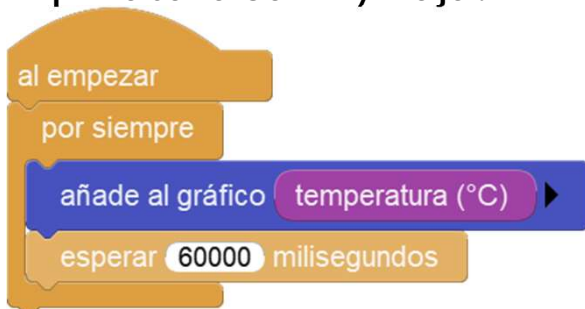 al empezar
por siempre
añade al gráfico temperatura (°C)
esperar 60000 milisegundos